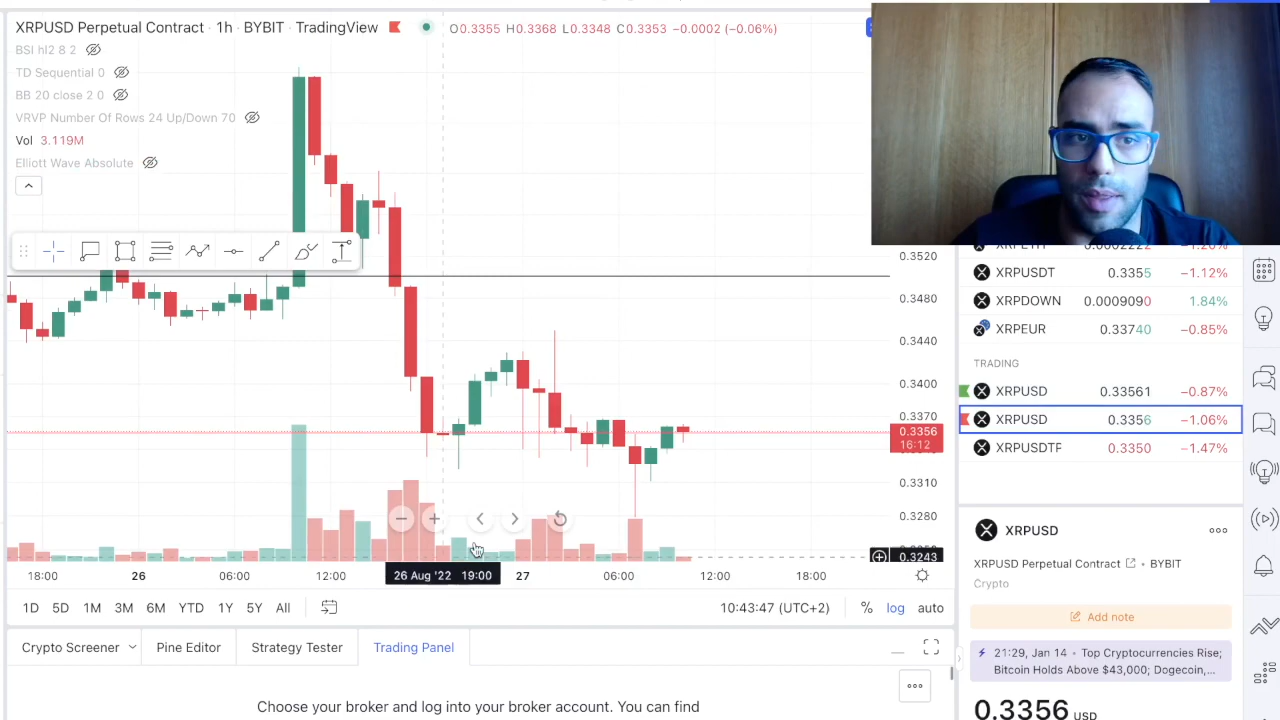 XRPUSD Perpetual Contract · 1h · BYBIT · TradingView
O0.3355 H0.3368 L0.3348 C0.3353 −0.0002 (−0.06%)
BSI hl2 8 2
TD Sequential 0
BB 20 close 2 0
VRVP Number Of Rows 24 Up/Down 70
Vol 3.119M
Elliott Wave Absolute
0.3520
0.3480
0.3440
0.3400
0.3370
0.3356
16:12
0.3310
0.3280
0.3243
18:00
26
06:00
12:00
26 Aug '22 19:00
27
06:00
12:00
18:00
1D 5D 1M 3M 6M YTD 1Y 5Y All
10:43:47 (UTC+2)
% log auto
Crypto Screener
Pine Editor
Strategy Tester
Trading Panel
Choose your broker and log into your broker account. You can find
XRPETH 0.0002222 −1.20%
XRPUSDT 0.3355 −1.12%
XRPDOWN 0.0009090 1.84%
XRPEUR 0.33740 −0.85%
TRADING
XRPUSD 0.33561 −0.87%
XRPUSD 0.3356 −1.06%
XRPUSDTP 0.3350 −1.47%
XRPUSD
XRPUSD Perpetual Contract • BYBIT
Crypto
Add note
21:29, Jan 14 • Top Cryptocurrencies Rise;
Bitcoin Holds Above $43,000; Dogecoin,...
0.3356 USD